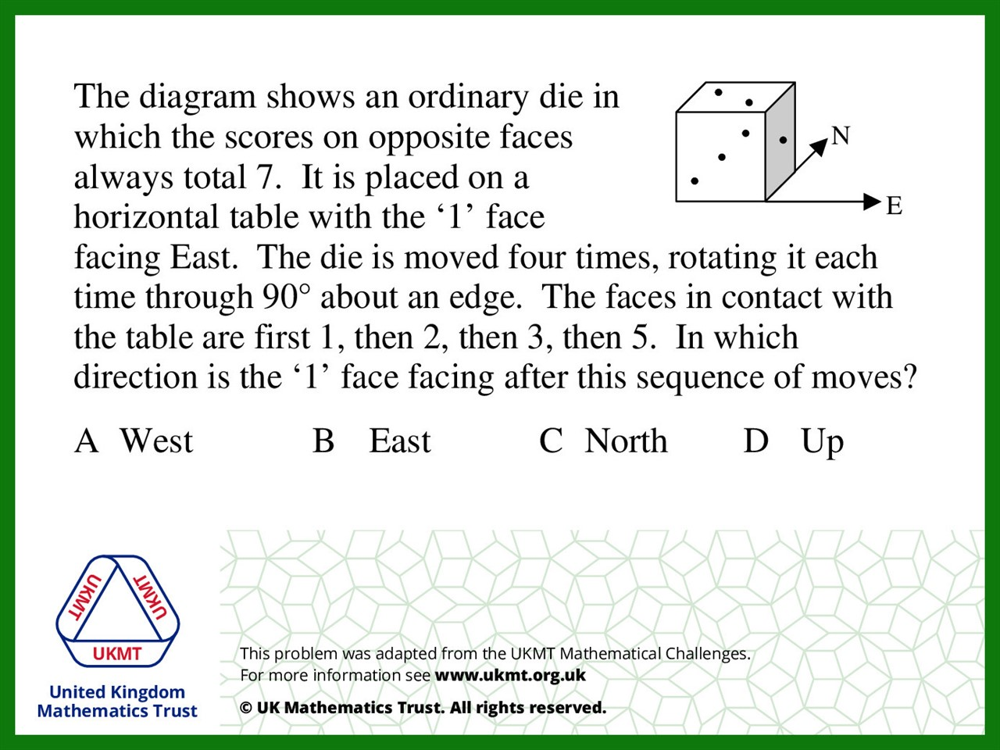 The diagram shows an ordinary die in
which the scores on opposite faces
always total 7. It is placed on a
horizontal table with the ‘1’ face
facing East. The die is moved four times, rotating it each
time through 90° about an edge. The faces in contact with
the table are first 1, then 2, then 3, then 5. In which
direction is the ‘1’ face facing after this sequence of moves?
N
E
A West B East C North D Up
UKMT
UKMT
UKMT
United Kingdom
Mathematics Trust
This problem was adapted from the UKMT Mathematical Challenges.
For more information see www.ukmt.org.uk
© UK Mathematics Trust. All rights reserved.